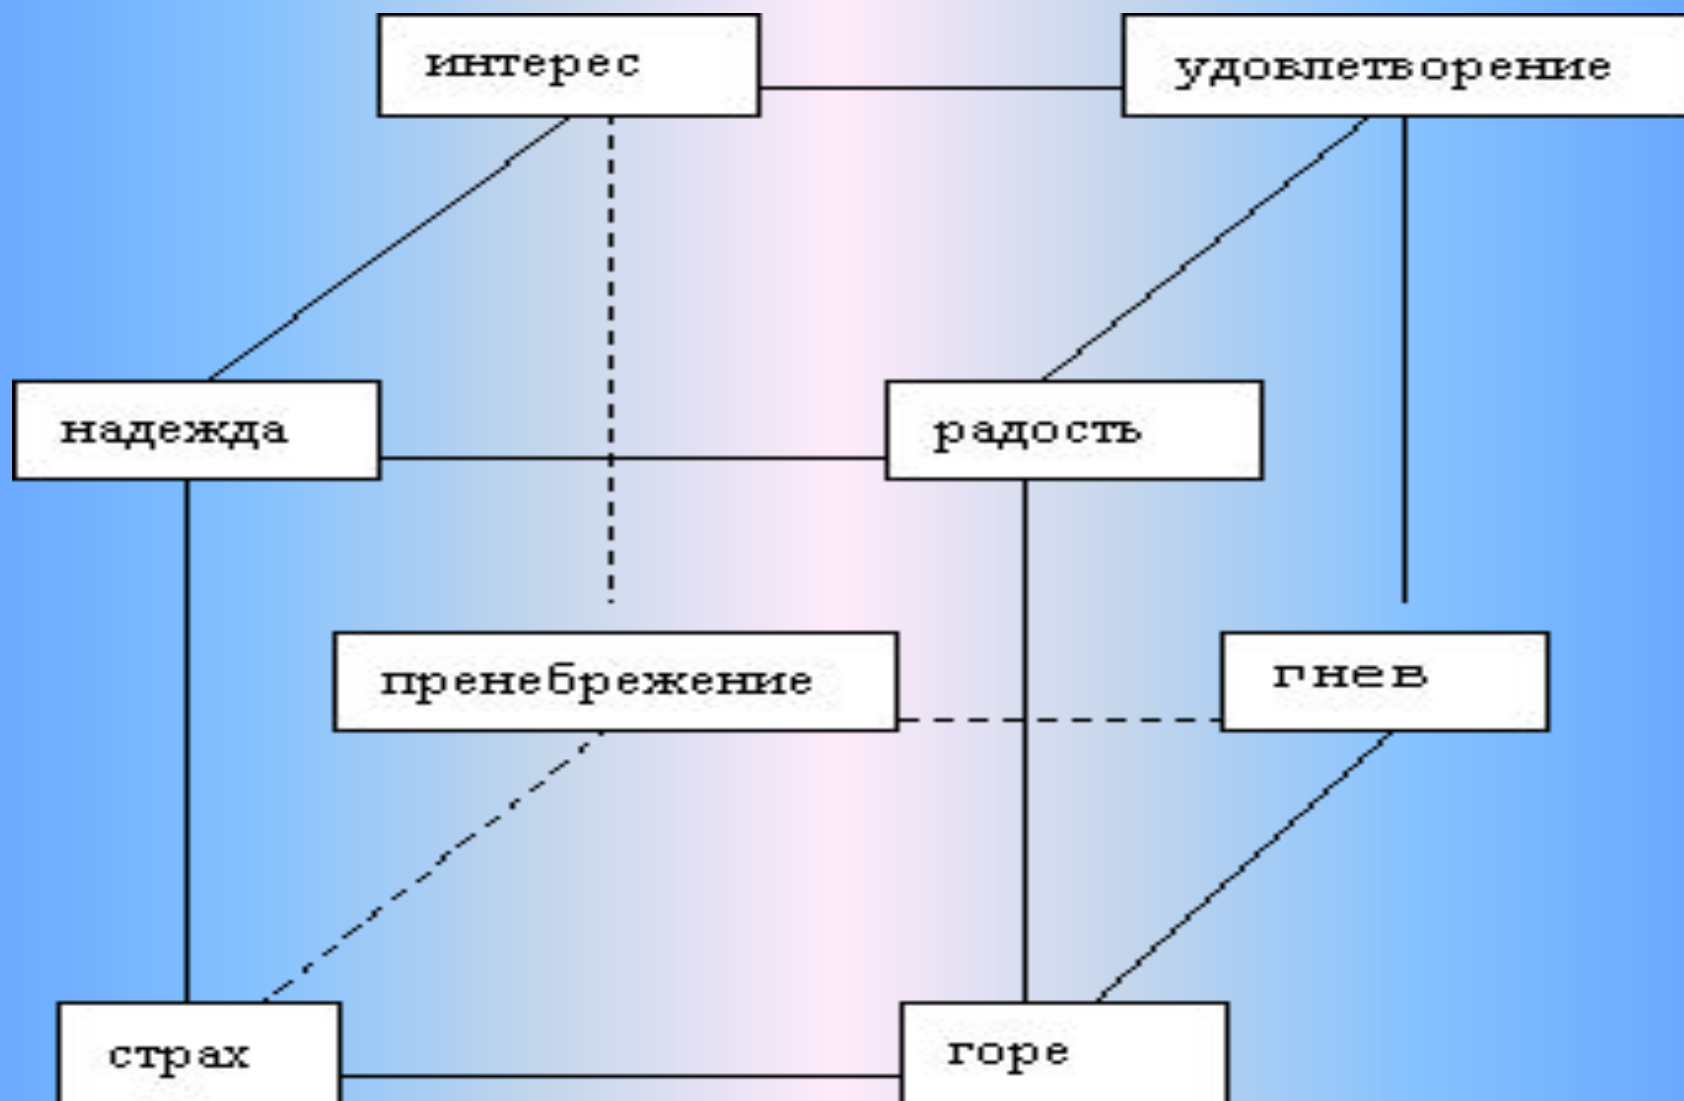 интерес
удовлетворение
надежда
радость
пренебрежение
гнев
страх
горе